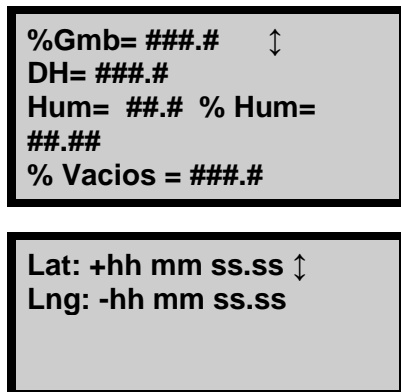 %Gmb= ###.# ↕
DH= ###.#
Hum= ##.# % Hum=
##.##
% Vacios = ###.#
Lat: +hh mm ss.ss ↕
Lng: -hh mm ss.ss